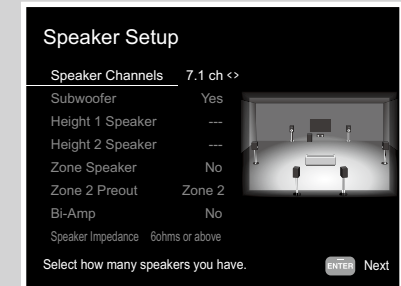 Speaker Setup
Speaker Channels 7.1 ch <>
Subwoofer Yes
Height 1 Speaker ---
Height 2 Speaker ---
Zone Speaker No
Zone 2 Preout Zone 2
Bi-Amp No
Speaker Impedance 6ohms or above
Select how many speakers you have. ENTER Next